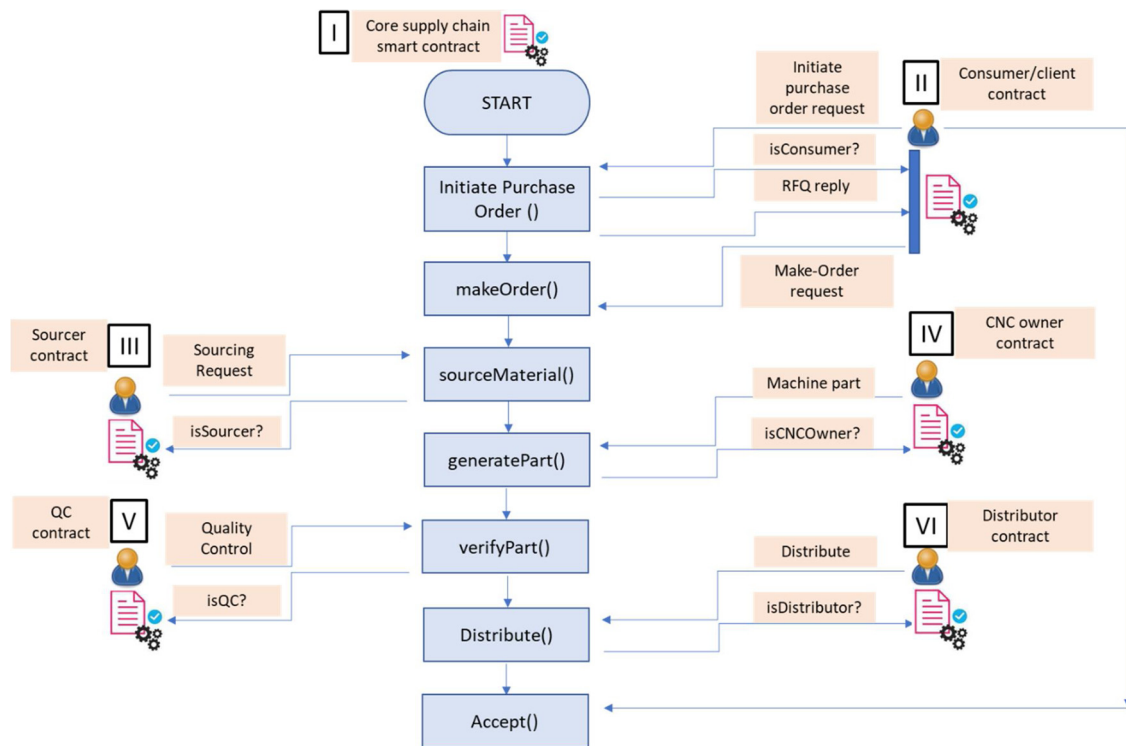 I
Core supply chain
smart contract
START
Initiate
purchase
order request
II
Consumer/client
contract
isConsumer?
RFQ reply
Initiate Purchase
Order ()
Make-Order
request
makeOrder()
Sourcer
contract
III
Sourcing
Request
isSourcer?
sourceMaterial()
IV
CNC owner
contract
Machine part
isCNCOwner?
generatePart()
QC
contract
V
Quality
Control
isQC?
verifyPart()
VI
Distributor
contract
Distribute
isDistributor?
Distribute()
Accept()